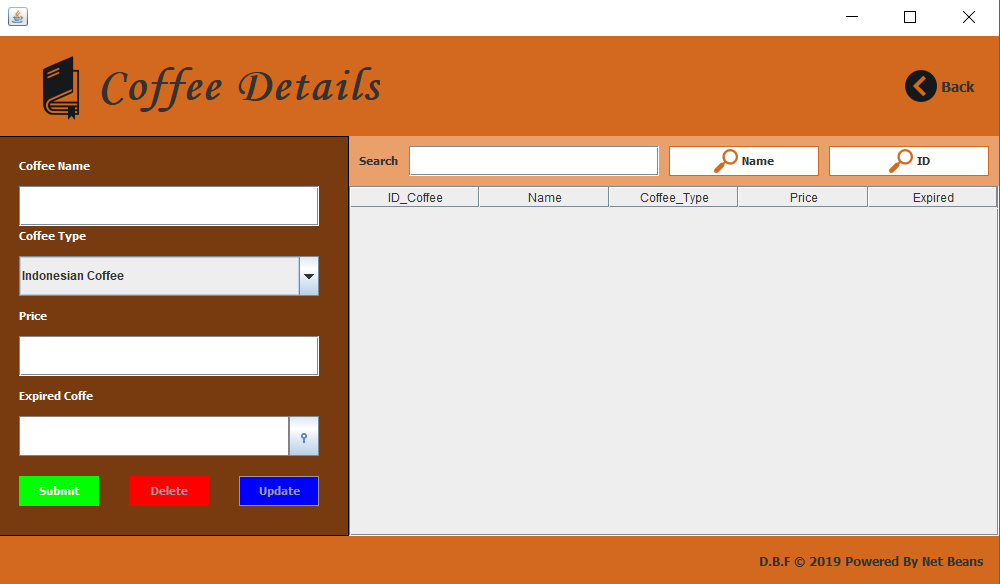 Coffee Details
Back
Coffee Name
Coffee Type
Indonesian Coffee
Price
Expired Coffe
Submit Delete Update
Search Name ID
ID_Coffee Name Coffee_Type Price Expired
D.B.F © 2019 Powered By Net Beans